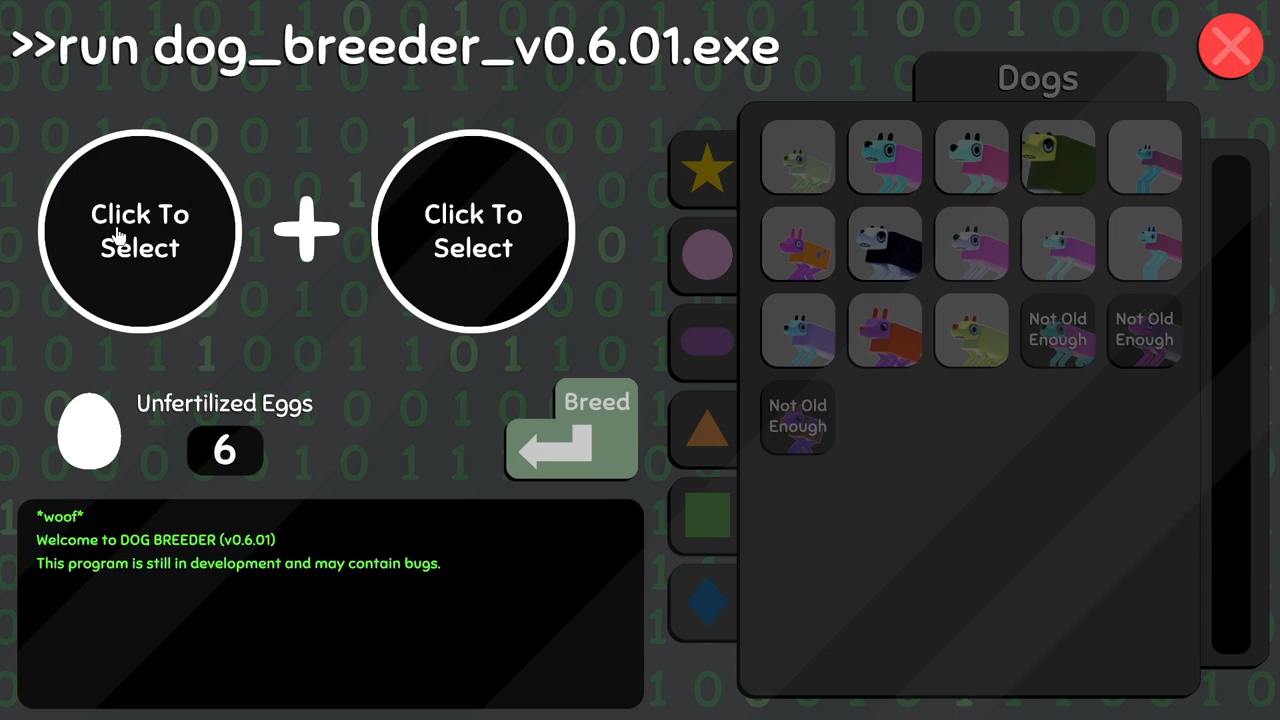 >>run dog_breeder_v0.6.01.exe
Dogs
Click To
Select
Click To
Select
Unfertilized Eggs
6
Breed
Not Old
Enough
Not Old
Enough
Not Old
Enough
*woof*
Welcome to DOG BREEDER (v0.6.01)
This program is still in development and may contain bugs.